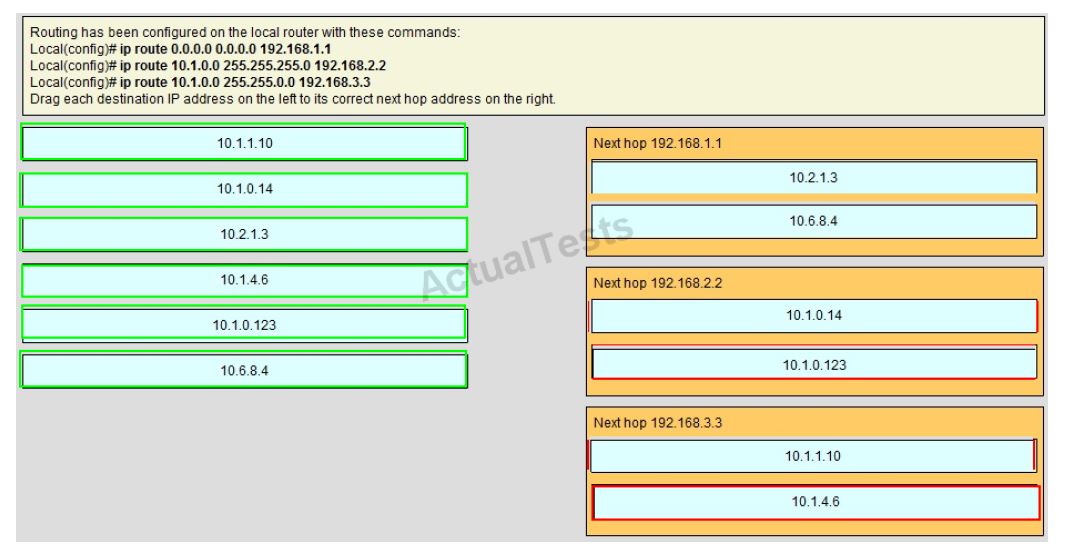 Routing has been configured on the local router with these commands:
Local(config)# ip route 0.0.0.0 0.0.0.0 192.168.1.1
Local(config)# ip route 10.1.0.0 255.255.255.0 192.168.2.2
Local(config)# ip route 10.1.0.0 255.255.0.0 192.168.3.3
Drag each destination IP address on the left to its correct next hop address on the right.
10.1.1.10
10.1.0.14
10.2.1.3
10.1.4.6
10.1.0.123
10.6.8.4
Next hop 192.168.1.1
10.2.1.3
10.6.8.4
Next hop 192.168.2.2
10.1.0.14
10.1.0.123
Next hop 192.168.3.3
10.1.1.10
10.1.4.6
ActualTests